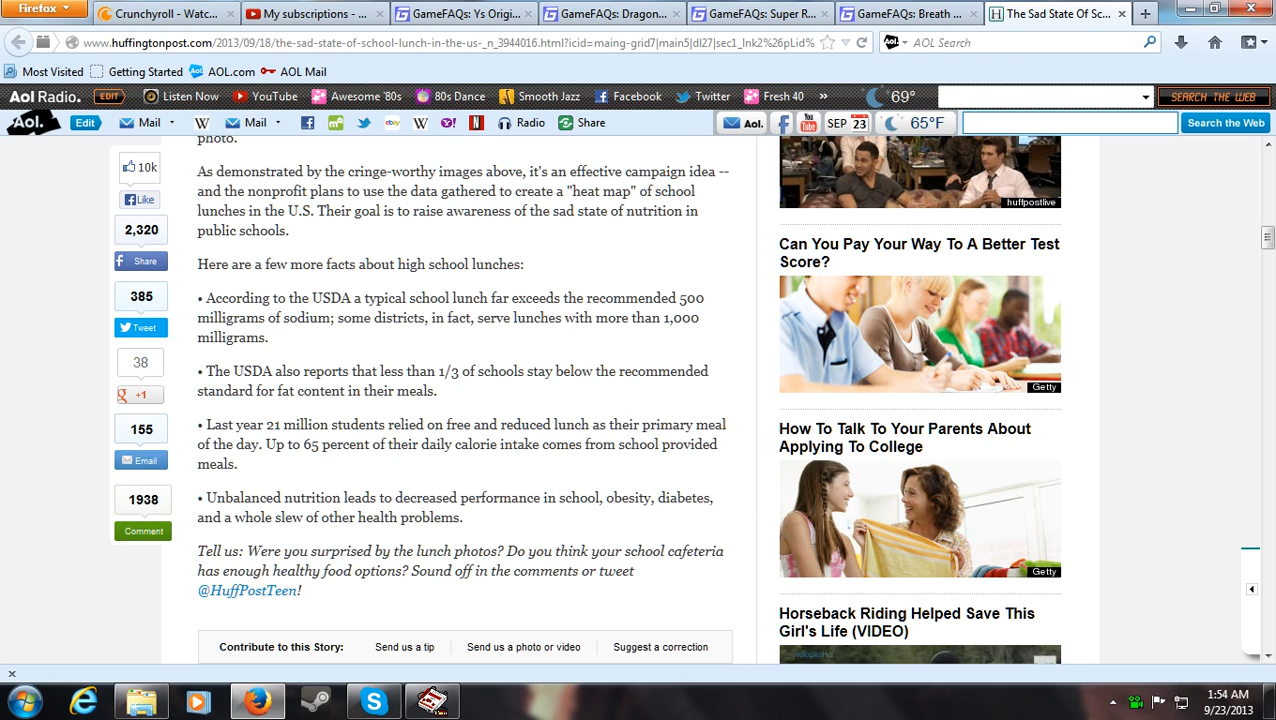 Firefox
Crunchyroll - Watc...
My subscriptions - ...
GameFAQs: Ys Origi...
GameFAQs: Dragon...
GameFAQs: Super R...
GameFAQs: Breath ...
The Sad State Of Sc...
www.huffingtonpost.com/2013/09/18/the-sad-state-of-school-lunch-in-the-us-_n_3944016.html?icid=maing-grid7|main5|dl27|sec1_lnk2%26pLid%
AOL Search
Most Visited
Getting Started
AOL.com
AOL Mail
Aol Radio.
EDIT
Listen Now
YouTube
Awesome '80s
80s Dance
Smooth Jazz
Facebook
Twitter
Fresh 40
69°
SEARCH THE WEB
Aol.
Edit
Mail
Mail
Radio
Share
Aol.
SEP 23
65°F
Search the Web
photo.
As demonstrated by the cringe-worthy images above, it's an effective campaign idea --
and the nonprofit plans to use the data gathered to create a "heat map" of school
lunches in the U.S. Their goal is to raise awareness of the sad state of nutrition in
public schools.
Here are a few more facts about high school lunches:
• According to the USDA a typical school lunch far exceeds the recommended 500
milligrams of sodium; some districts, in fact, serve lunches with more than 1,000
milligrams.
• The USDA also reports that less than 1/3 of schools stay below the recommended
standard for fat content in their meals.
• Last year 21 million students relied on free and reduced lunch as their primary meal
of the day. Up to 65 percent of their daily calorie intake comes from school provided
meals.
• Unbalanced nutrition leads to decreased performance in school, obesity, diabetes,
and a whole slew of other health problems.
Tell us: Were you surprised by the lunch photos? Do you think your school cafeteria
has enough healthy food options? Sound off in the comments or tweet
@HuffPostTeen!
Contribute to this Story:
Send us a tip
Send us a photo or video
Suggest a correction
10k
Like
2,320
Share
385
Tweet
38
+1
155
Email
1938
Comment
huffpostlive
Can You Pay Your Way To A Better Test
Score?
Getty
How To Talk To Your Parents About
Applying To College
Getty
Horseback Riding Helped Save This
Girl's Life (VIDEO)
1:54 AM
9/23/2013